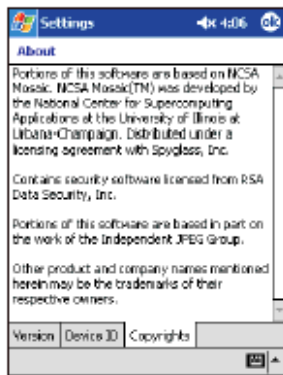 Settings 4:06 ok
About
Portions of this software are based on NCSA
Mosaic. NCSA Mosaic(TM) was developed by
the National Center for Supercomputing
Applications at the University of Illinois at
Urbana-Champaign. Distributed under a
licensing agreement with Spyglass, Inc.
Contains security software licensed from RSA
Data Security, Inc.
Portions of this software are based in part on
the work of the Independent JPEG Group.
Other product and company names mentioned
herein may be the trademarks of their
respective owners.
Version Device ID Copyrights